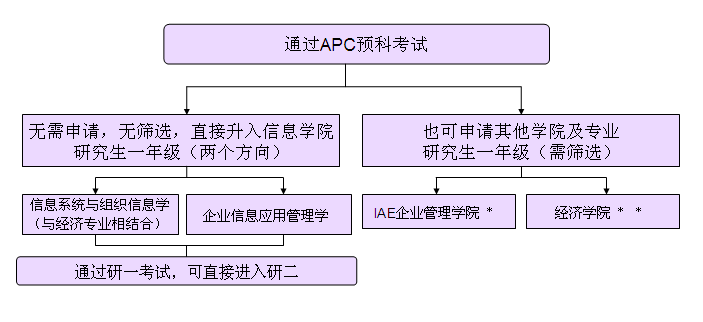 通过APC预科考试
无需申请，无筛选，直接升入信息学院
研究生一年级（两个方向）
也可申请其他学院及专业
研究生一年级（需筛选）
信息系统与组织信息学
（与经济专业相结合）
企业信息应用管理学
IAE企业管理学院 *
经济学院 * *
通过研一考试，可直接进入研二